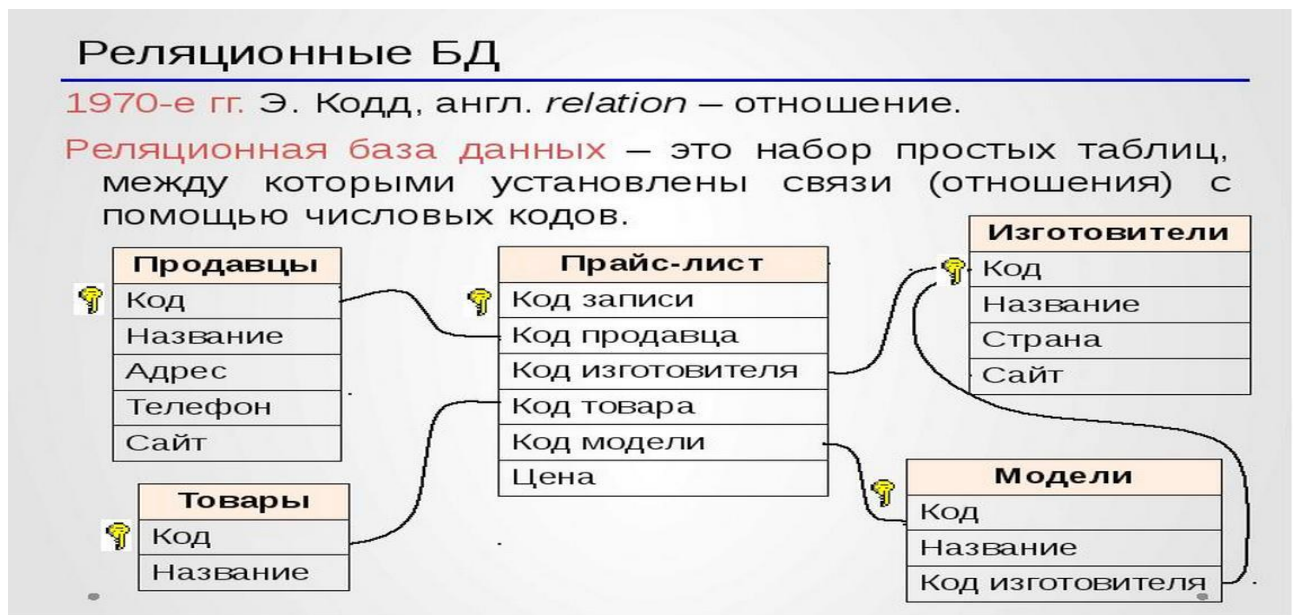 Реляционные БД
1970-е гг. Э. Кодд, англ. relation – отношение.
Реляционная база данных – это набор простых таблиц,
между которыми установлены связи (отношения) с
помощью числовых кодов.
Продавцы
Код
Название
Адрес
Телефон
Сайт
Товары
Код
Название
Прайс-лист
Код записи
Код продавца
Код изготовителя
Код товара
Код модели
Цена
Изготовители
Код
Название
Страна
Сайт
Модели
Код
Название
Код изготовителя